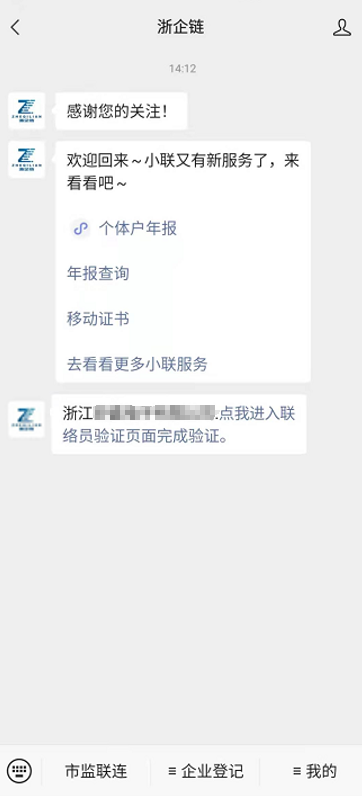 浙企链
14:12
感谢您的关注！
欢迎回来～小联又有新服务了，来
看看吧～
个体户年报
年报查询
移动证书
去看看更多小联服务
浙江
点我进入联
络员验证页面完成验证。
市监联连
≡ 企业登记
≡ 我的